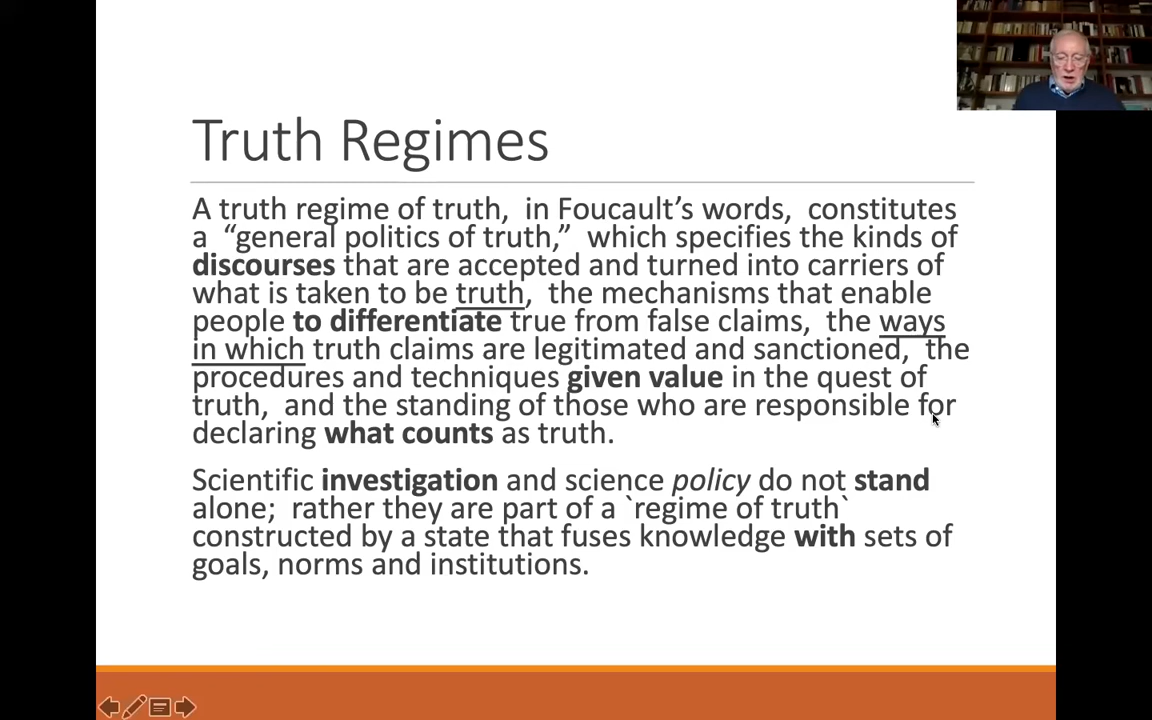 Truth Regimes
A truth regime of truth,  in Foucault’s words,  constitutes
a  “general politics of truth,”  which specifies the kinds of
discourses that are accepted and turned into carriers of
what is taken to be truth,  the mechanisms that enable
people to differentiate true from false claims,  the ways
in which truth claims are legitimated and sanctioned,  the
procedures and techniques given value in the quest of
truth,  and the standing of those who are responsible for
declaring what counts as truth.
Scientific investigation and science policy do not stand
alone;  rather they are part of a `regime of truth`
constructed by a state that fuses knowledge with sets of
goals, norms and institutions.